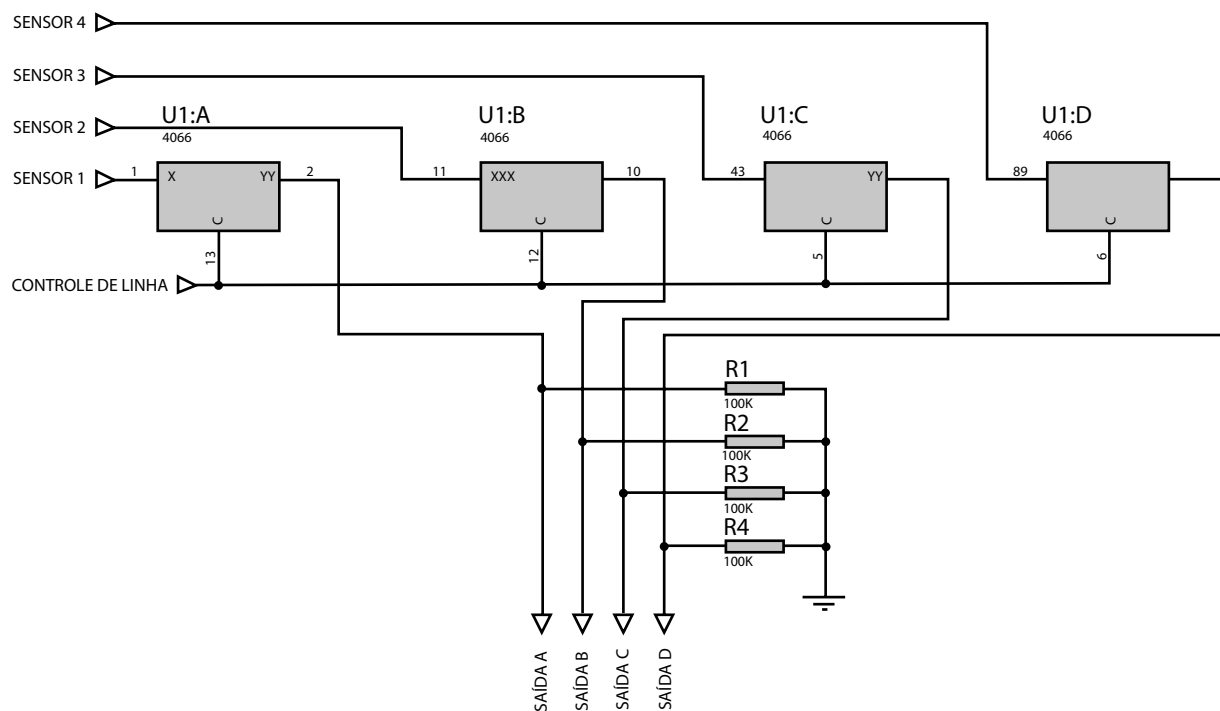 SENSOR 4
SENSOR 3
SENSOR 2
SENSOR 1
U1:A
4066
U1:B
4066
U1:C
4066
U1:D
4066
1
X
YY
2
C
13
11
XXX
10
C
12
43
YY
C
5
89
C
6
CONTROLE DE LINHA
R1
100K
R2
100K
R3
100K
R4
100K
SAÍDA A
SAÍDA B
SAÍDA C
SAÍDA D